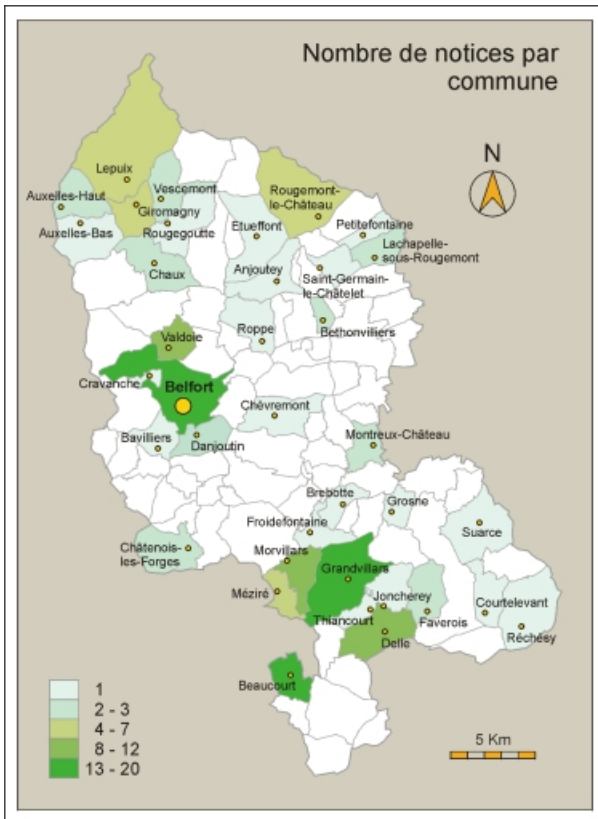 Nombre de notices par
commune
N
Lepuix
Vescemont
Rougemont-
le-Château
Auxelles-Haut
Giromagny
Petitefontaine
Auxelles-Bas
Rougegoutte
Etueffont
Lachapelle-
sous-Rougemont
Chaux
Anjoutey
Saint-Germain-
le-Châtelet
Roppe
Bethonvilliers
Valdoie
Cravanche
Belfort
Chêvremont
Bavilliers
Danjoutin
Montreux-Château
Brebotte
Grosne
Froidefontaine
Suarce
Châtenois-
les-Forges
Morvillars
Grandvillars
Méziré
Joncherey
Courtelevant
Thiancourt
Faverois
Réchésy
Delle
Beaucourt
1
2 - 3
4 - 7
8 - 12
13 - 20
5 Km